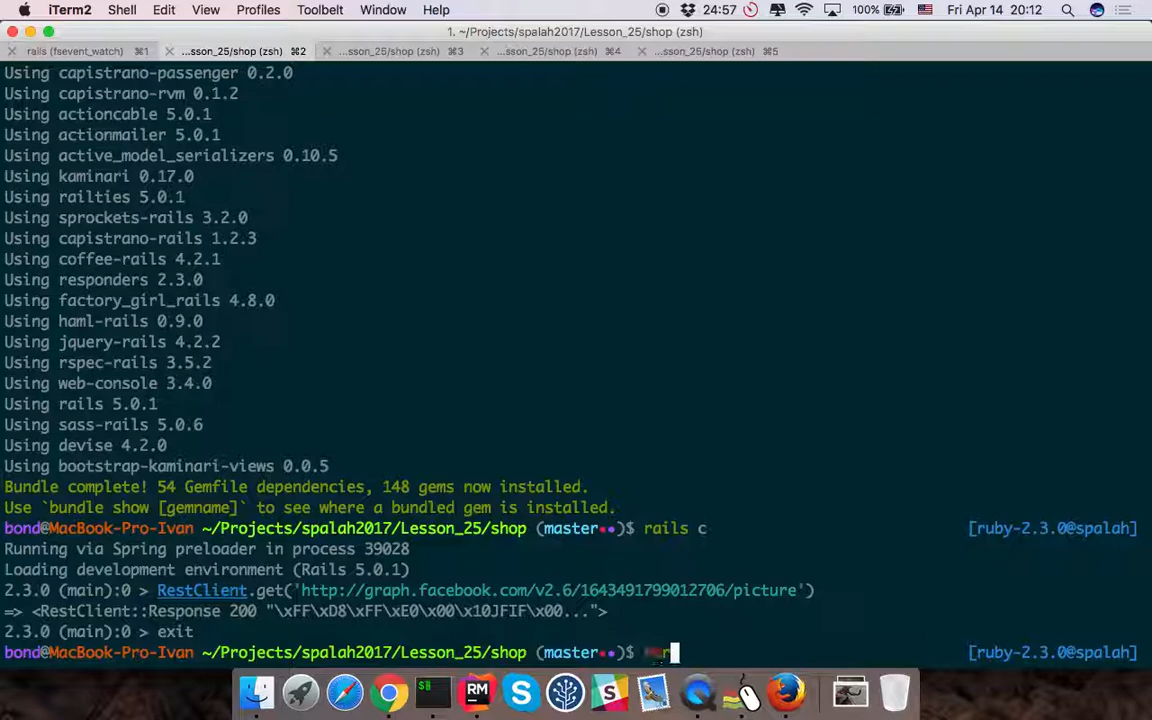 iTerm2 Shell Edit View Profiles Toolbelt Window Help 24:57 100% Fri Apr 14 20:12
1. ~/Projects/spalah2017/Lesson_25/shop (zsh)
rails (fsevent_watch) ⌘1 ...sson_25/shop (zsh) ⌘2 ...sson_25/shop (zsh) ⌘3 ...sson_25/shop (zsh) ⌘4 ...sson_25/shop (zsh) ⌘5
Using capistrano-passenger 0.2.0
Using capistrano-rvm 0.1.2
Using actioncable 5.0.1
Using actionmailer 5.0.1
Using active_model_serializers 0.10.5
Using kaminari 0.17.0
Using railties 5.0.1
Using sprockets-rails 3.2.0
Using capistrano-rails 1.2.3
Using coffee-rails 4.2.1
Using responders 2.3.0
Using factory_girl_rails 4.8.0
Using haml-rails 0.9.0
Using jquery-rails 4.2.2
Using rspec-rails 3.5.2
Using web-console 3.4.0
Using rails 5.0.1
Using sass-rails 5.0.6
Using devise 4.2.0
Using bootstrap-kaminari-views 0.0.5
Bundle complete! 54 Gemfile dependencies, 148 gems now installed.
Use `bundle show [gemname]` to see where a bundled gem is installed.
bond@MacBook-Pro-Ivan ~/Projects/spalah2017/Lesson_25/shop (master••)$ rails c [ruby-2.3.0@spalah]
Running via Spring preloader in process 39028
Loading development environment (Rails 5.0.1)
2.3.0 (main):0 > RestClient.get('http://graph.facebook.com/v2.6/1643491799012706/picture')
=> <RestClient::Response 200 "\xFF\xD8\xFF\xE0\x00\x10JFIF\x00...">
2.3.0 (main):0 > exit
bond@MacBook-Pro-Ivan ~/Projects/spalah2017/Lesson_25/shop (master••)$ [ruby-2.3.0@spalah]
RM